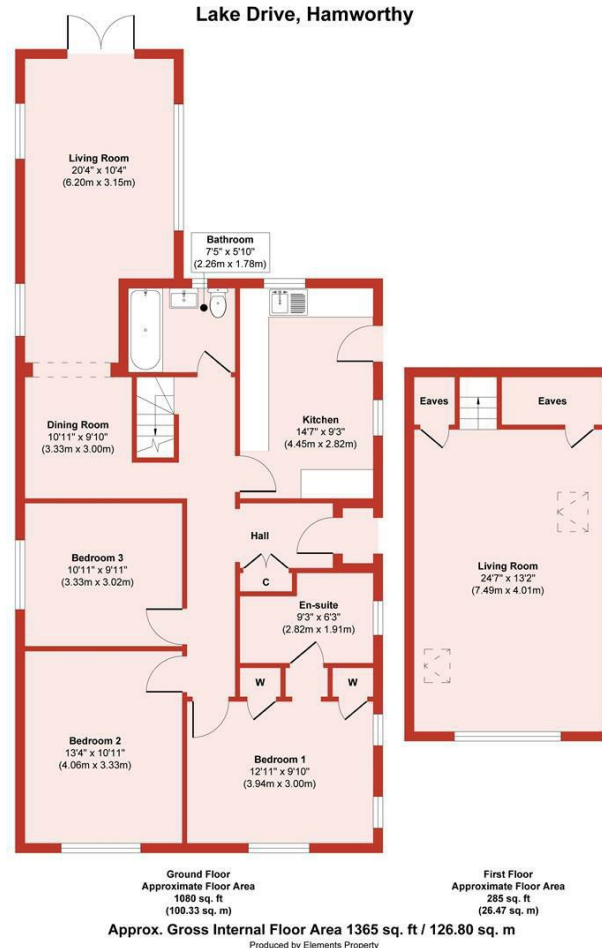 Lake Drive, Hamworthy
Living Room
20'4" x 10'4"
(6.20m x 3.15m)
Bathroom
7'5" x 5'10"
(2.26m x 1.78m)
Kitchen
14'7" x 9'3"
(4.45m x 2.82m)
Dining Room
10'11" x 9'10"
(3.33m x 3.00m)
Hall
C
Bedroom 3
10'11" x 9'11"
(3.33m x 3.02m)
En-suite
9'3" x 6'3"
(2.82m x 1.91m)
W
W
Bedroom 2
13'4" x 10'11"
(4.06m x 3.33m)
Bedroom 1
12'11" x 9'10"
(3.94m x 3.00m)
Eaves
Eaves
Living Room
24'7" x 13'2"
(7.49m x 4.01m)
Ground Floor
Approximate Floor Area
1080 sq. ft
(100.33 sq. m)
First Floor
Approximate Floor Area
285 sq. ft
(26.47 sq. m)
Approx. Gross Internal Floor Area 1365 sq. ft / 126.80 sq. m
Produced by Elements Property